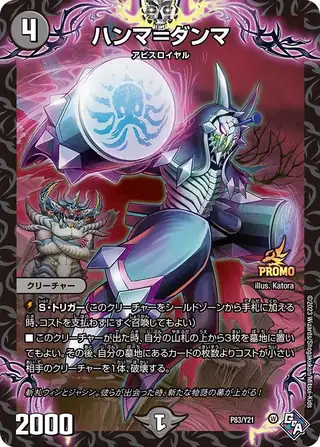 4
ハンマ=ダンマ
アビスロイヤル
PROMO
illus. Katora
クリーチャー
S・トリガー(このクリーチャーをシールドゾーンから手札に加える
時、コストを支払わずにすぐ召喚してもよい)
■このクリーチャーが出た時、自分の山札の上から3枚を墓地に置い
てもよい。その後、自分の墓地にあるカードの枚数よりコストが小さい
相手のクリーチャーを1体、破壊する。
新札ウィンとジャシン。彼らが出会った時、新たな物語の幕が上がる!
2000
1
P83/Y21
©2023 Wizards/Shogakukan/Mitsui-Kids